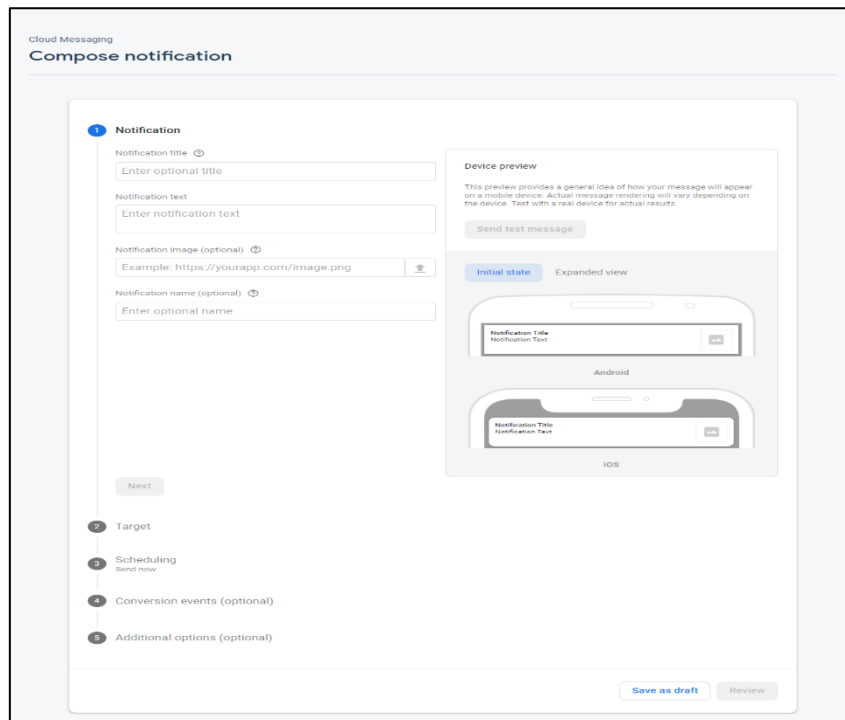 Cloud Messaging
Compose notification
1 Notification
Notification title
Enter optional title
Notification text
Enter notification text
Notification image (optional)
Example: https://yourapp.com/image.png
Notification name (optional)
Enter optional name
Next
Device preview
This preview provides a general idea of how your message will appear
on a mobile device. Actual message rendering will vary depending on
the device. Test with a real device for actual results.
Send test message
Initial state Expanded view
Notification Title
Notification Text
Android
Notification Title
Notification Text
iOS
2 Target
3 Scheduling
Send now
4 Conversion events (optional)
5 Additional options (optional)
Save as draft Review